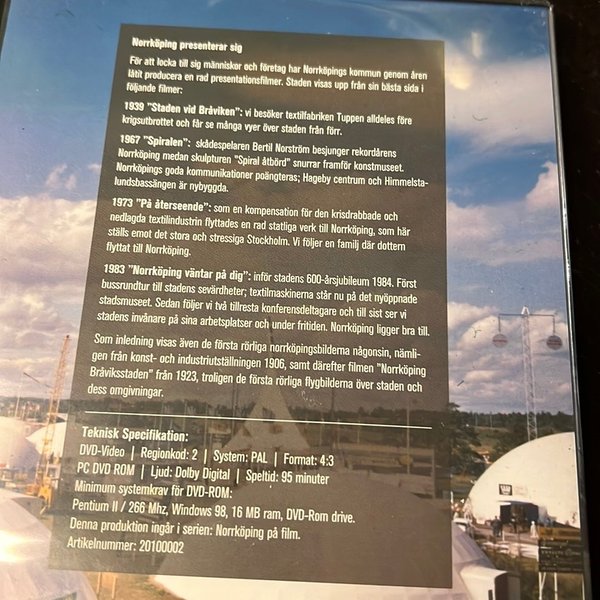 Norrköping presenterar sig
För att locka till sig människor och företag har Norrköpings kommun genom åren
låtit producera en rad presentationsfilmer. Staden visas upp från sin bästa sida i
följande filmer:
1939 "Staden vid Bråviken": vi besöker textilfabriken Tuppen alldeles före
krigsutbrottet och får se många vyer över staden från förr.
1967 "Spiralen": skådespelaren Bertil Norström besjunger rekordårens
Norrköping medan skulpturen "Spiral åtbörd" snurrar framför konstmuseet.
Norrköpings goda kommunikationer poängteras; Hageby centrum och Himmelsta-
lundsbassängen är nybyggda.
1973 "På återseende": som en kompensation för den krisdrabbade och
nedlagda textilindustrin flyttades en rad statliga verk till Norrköping, som här
ställs emot det stora och stressiga Stockholm. Vi följer en familj där dottern
flyttat till Norrköping.
1983 "Norrköping väntar på dig": inför stadens 600-årsjubileum 1984. Först
bussrundtur till stadens sevärdheter; textilmaskinerna står nu på det nyöppnade
stadsmuseet. Sedan följer vi två tillresta konferensdeltagare och till sist ser vi
stadens invånare på sina arbetsplatser och under fritiden. Norrköping ligger bra till.
Som inledning visas även de första rörliga norrköpingsbilderna någonsin, nämli-
gen från konst- och industriutställningen 1906, samt därefter filmen "Norrköping
Bråviksstaden" från 1923, troligen de första rörliga flygbilderna över staden och
dess omgivningar.
Teknisk Specifikation:
DVD-Video | Regionkod: 2 | System: PAL | Format: 4:3
PC DVD ROM | Ljud: Dolby Digital | Speltid: 95 minuter
Minimum systemkrav för DVD-ROM:
Pentium II / 266 Mhz, Windows 98, 16 MB ram, DVD-Rom drive.
Denna produktion ingår i serien: Norrköping på film.
Artikelnummer: 20100002